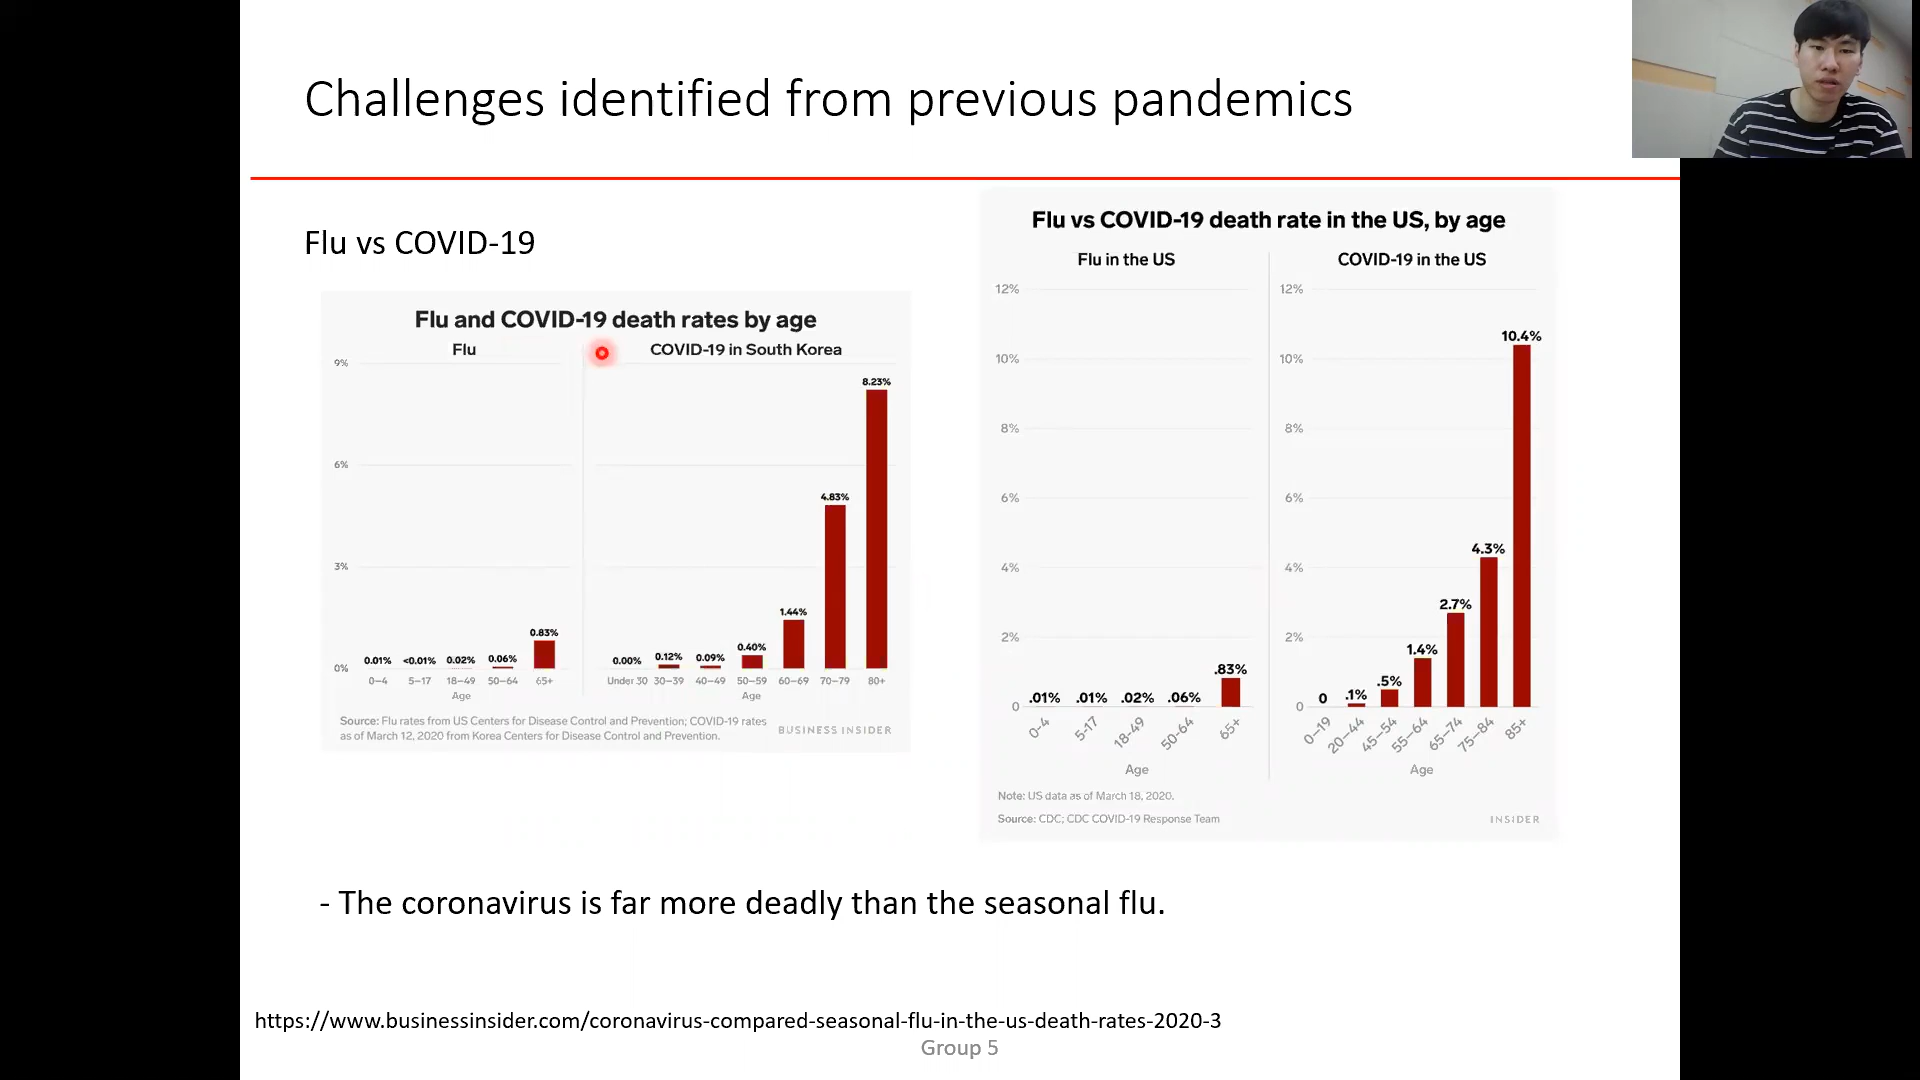 Challenges identified from previous pandemics
Flu vs COVID-19
Flu and COVID-19 death rates by age
Flu
COVID-19 in South Korea
9%
6%
3%
0%
0.01%
<0.01%
0.02%
0.06%
0.83%
0–4
5–17
18–49
50–64
65+
Age
0.00%
0.12%
0.09%
0.40%
1.44%
4.83%
8.23%
Under 30
30–39
40–49
50–59
60–69
70–79
80+
Age
Source: Flu rates from US Centers for Disease Control and Prevention; COVID-19 rates
as of March 12, 2020 from Korea Centers for Disease Control and Prevention.
BUSINESS INSIDER
Flu vs COVID-19 death rate in the US, by age
Flu in the US
COVID-19 in the US
12%
10%
8%
6%
4%
2%
0
.01%
.01%
.02%
.06%
.83%
0–4
5-17
18-49
50-64
65+
Age
12%
10%
8%
6%
4%
2%
0
0
.1%
.5%
1.4%
2.7%
4.3%
10.4%
0–19
20–44
45–54
55–64
65–74
75–84
85+
Age
Note: US data as of March 18, 2020.
Source: CDC; CDC COVID-19 Response Team
INSIDER
- The coronavirus is far more deadly than the seasonal flu.
https://www.businessinsider.com/coronavirus-compared-seasonal-flu-in-the-us-death-rates-2020-3
Group 5